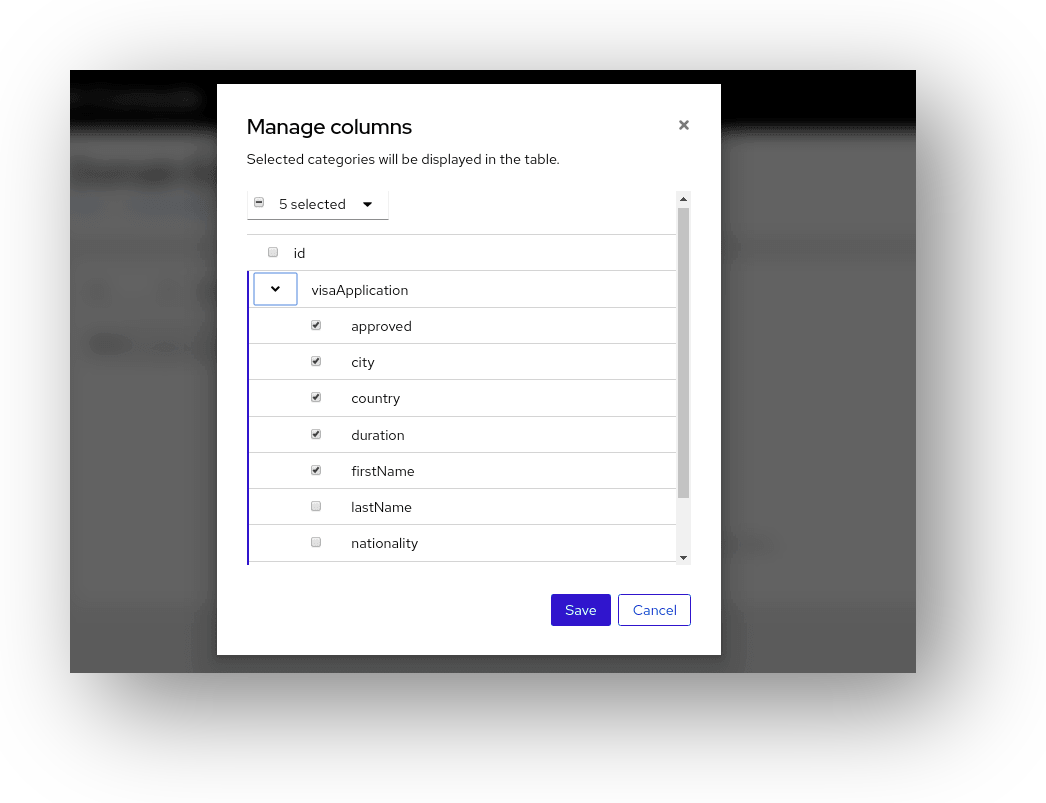 Manage columns
Selected categories will be displayed in the table.
5 selected
id
visaApplication
approved
city
country
duration
firstName
lastName
nationality
Save Cancel